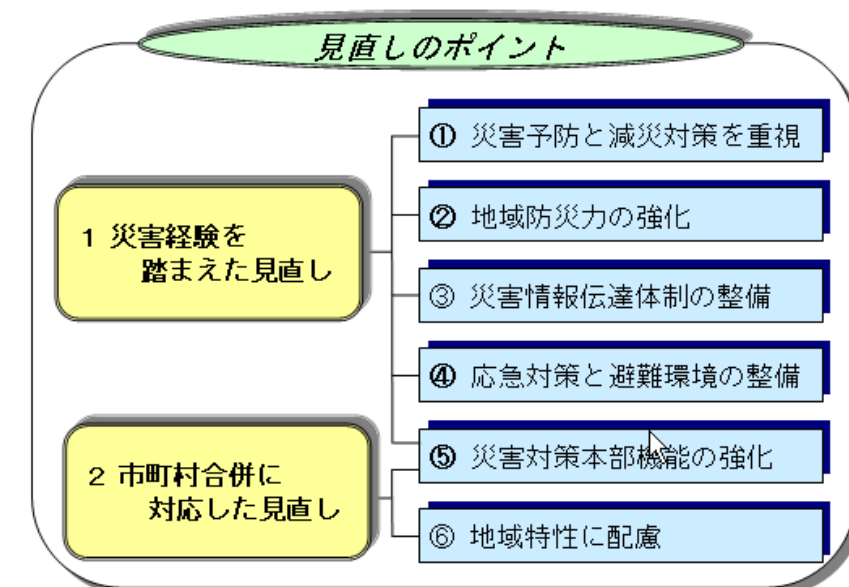 見直しのポイント
① 災害予防と減災対策を重視
② 地域防災力の強化
1 災害経験を
踏まえた見直し
③ 災害情報伝達体制の整備
④ 応急対策と避難環境の整備
⑤ 災害対策本部機能の強化
2 市町村合併に
対応した見直し
⑥ 地域特性に配慮